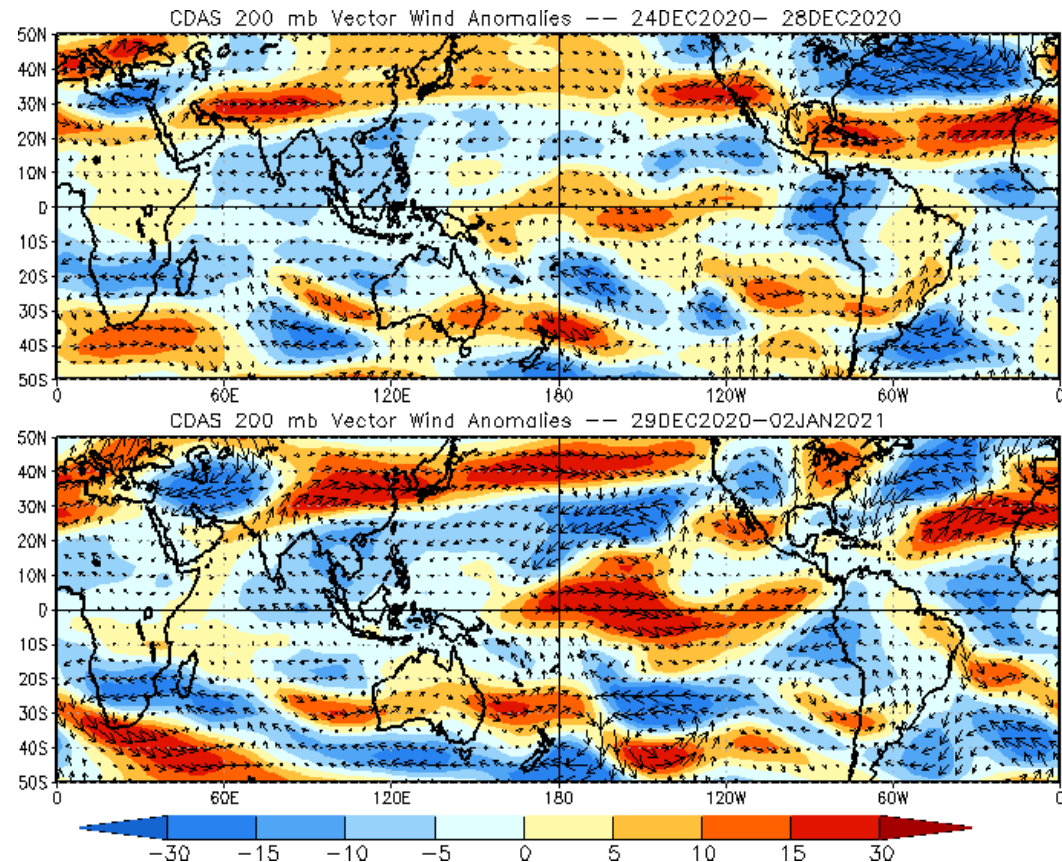 CDAS 200 mb Vector Wind Anomalies -- 24DEC2020- 28DEC2020
50N
40N
30N
20N
10N
0
10S
20S
30S
40S
50S
0 60E 120E 180 120W 60W 0
CDAS 200 mb Vector Wind Anomalies -- 29DEC2020-02JAN2021
50N
40N
30N
20N
10N
0
10S
20S
30S
40S
50S
0 60E 120E 180 120W 60W 0
-30 -15 -10 -5 0 5 10 15 30